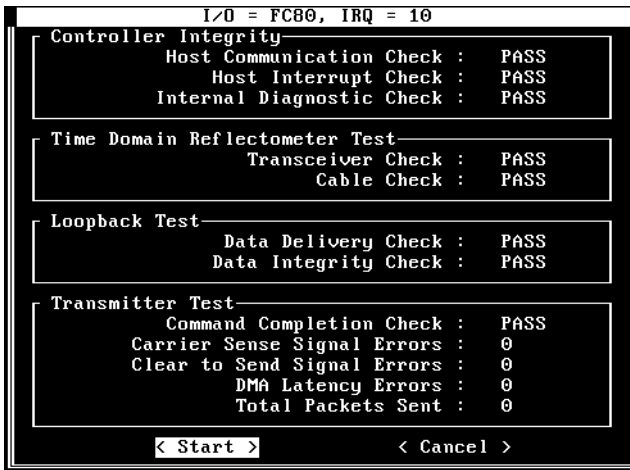 I/O = FC80, IRQ = 10
Controller Integrity
Host Communication Check : PASS
Host Interrupt Check : PASS
Internal Diagnostic Check : PASS
Time Domain Reflectometer Test
Transceiver Check : PASS
Cable Check : PASS
Loopback Test
Data Delivery Check : PASS
Data Integrity Check : PASS
Transmitter Test
Command Completion Check : PASS
Carrier Sense Signal Errors : 0
Clear to Send Signal Errors : 0
DMA Latency Errors : 0
Total Packets Sent : 0
< Start > < Cancel >